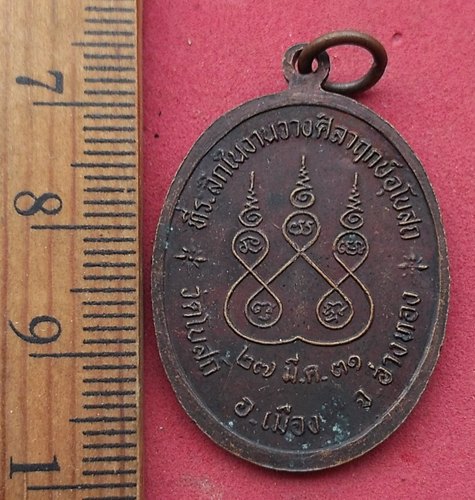 ที่ระลึกในงานวางศิลาฤกษ์อุโบสถ
๒๗ มี.ค. ๓๑
อ.เมือง จ.อ่างทอง
7
8
9
1